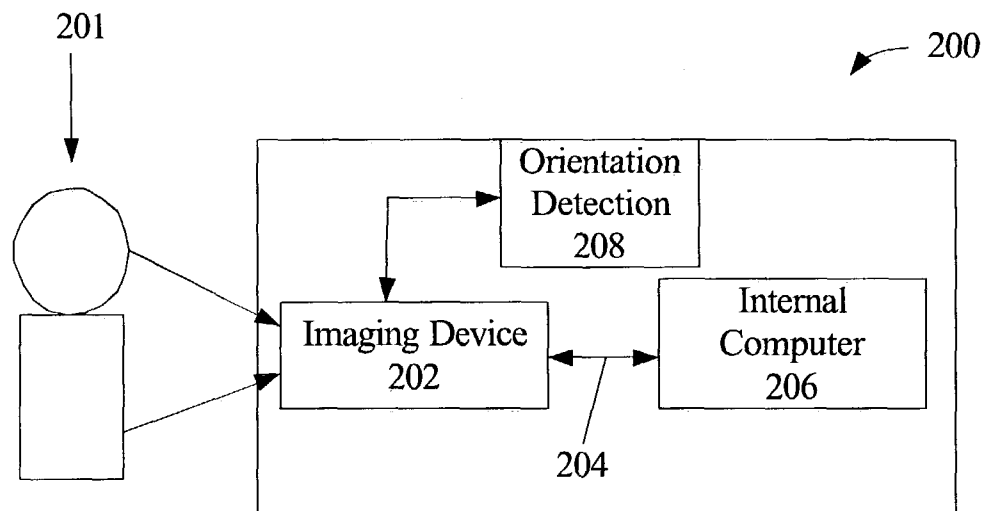 201
200
Orientation
Detection
208
Internal
Computer
206
Imaging Device
202
204